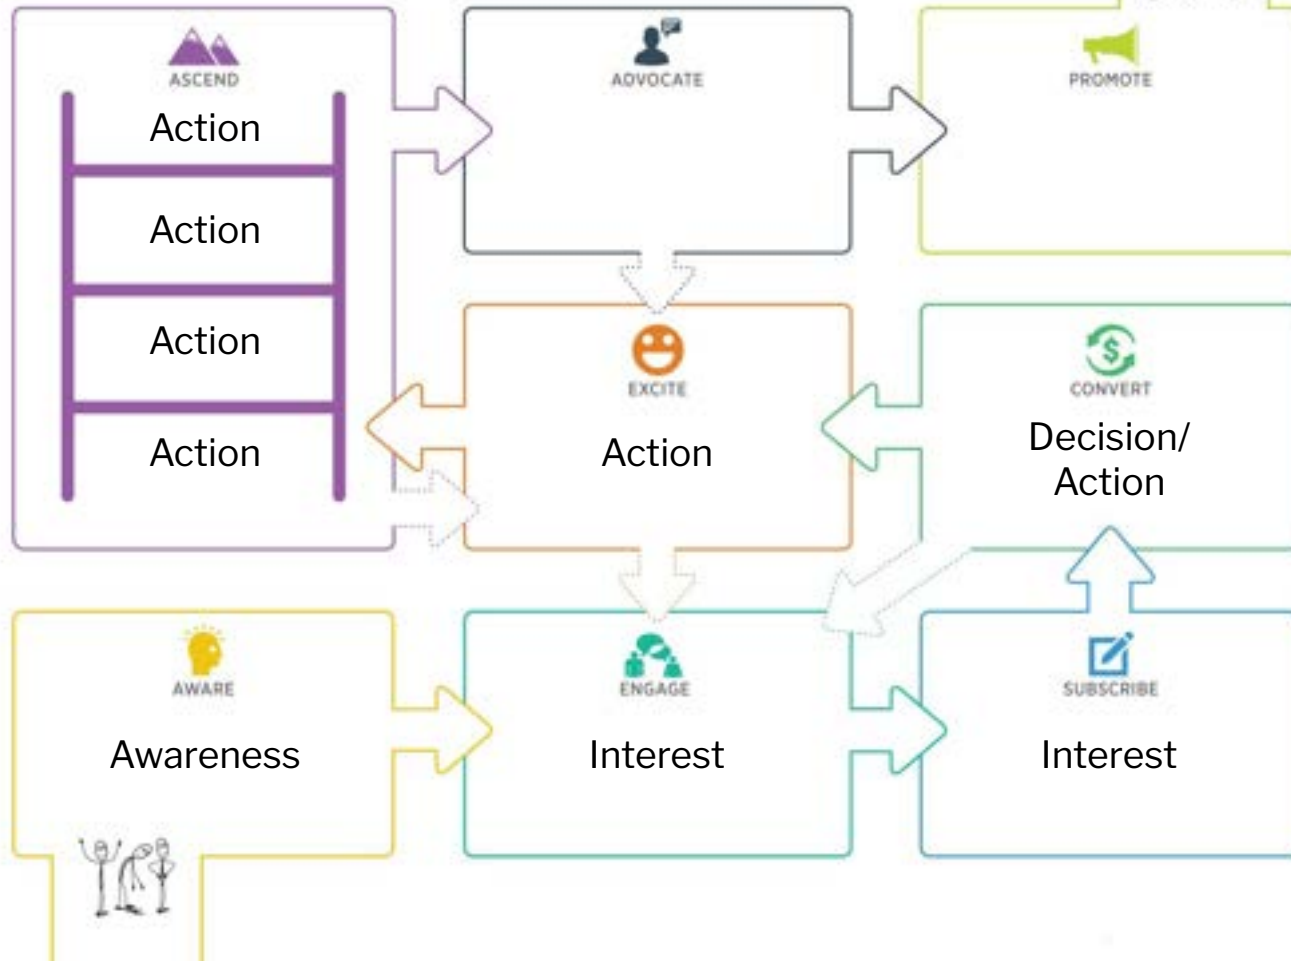 ASCEND
Action
Action
Action
Action
ADVOCATE
PROMOTE
EXCITE
Action
CONVERT
Decision/
Action
AWARE
Awareness
ENGAGE
Interest
SUBSCRIBE
Interest